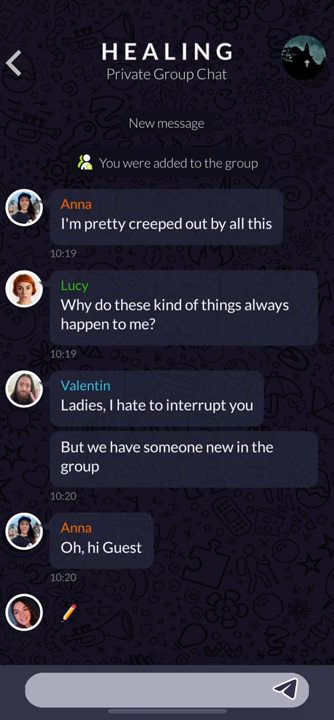 HEALING
Private Group Chat
New message
You were added to the group
Anna
I'm pretty creeped out by all this
10:19
Lucy
Why do these kind of things always
happen to me?
10:19
Valentin
Ladies, I hate to interrupt you
But we have someone new in the
group
10:20
Anna
Oh, hi Guest
10:20